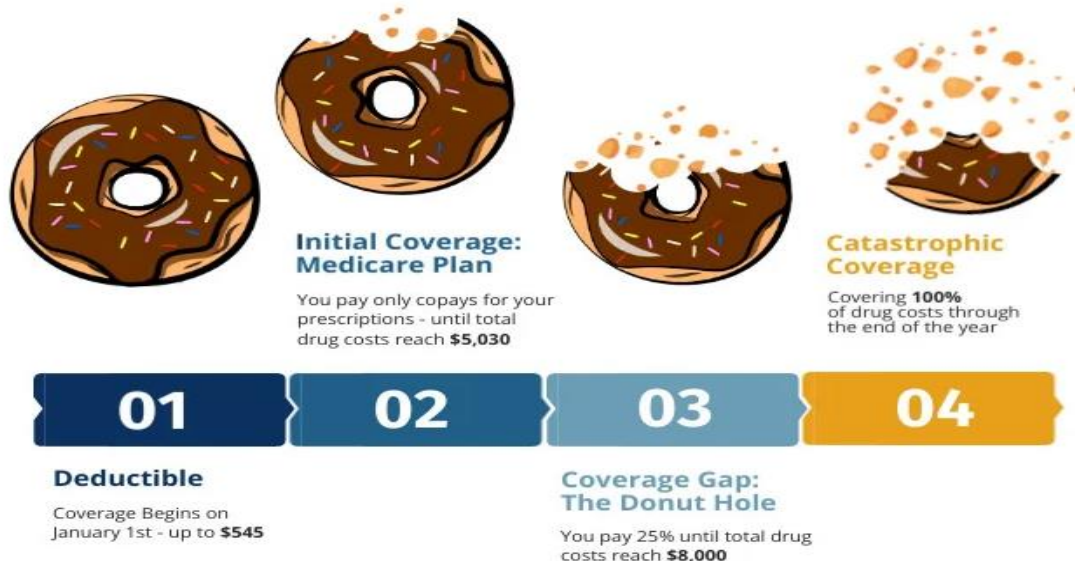 01
Deductible
Coverage Begins on
January 1st - up to $545
02
Initial Coverage:
Medicare Plan
You pay only copays for your
prescriptions - until total
drug costs reach $5,030
03
Coverage Gap:
The Donut Hole
You pay 25% until total drug
costs reach $8,000
04
Catastrophic
Coverage
Covering 100%
of drug costs through
the end of the year